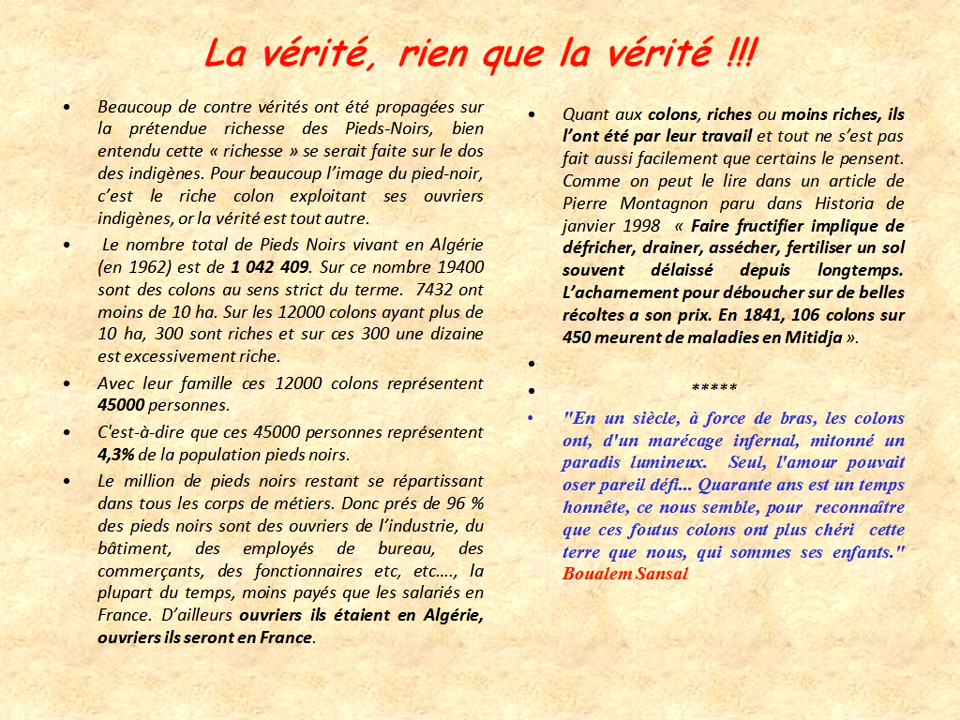 La vérité, rien que la vérité !!!
• Beaucoup de contre vérités ont été propagées sur
la prétendue richesse des Pieds-Noirs, bien
entendu cette « richesse » se serait faite sur le dos
des indigènes. Pour beaucoup l’image du pied-noir,
c’est le riche colon exploitant ses ouvriers
indigènes, or la vérité est tout autre.
• Le nombre total de Pieds Noirs vivant en Algérie
(en 1962) est de 1 042 409. Sur ce nombre 19400
sont des colons au sens strict du terme. 7432 ont
moins de 10 ha. Sur les 12000 colons ayant plus de
10 ha, 300 sont riches et sur ces 300 une dizaine
est excessivement riche.
• Avec leur famille ces 12000 colons représentent
45000 personnes.
• C'est-à-dire que ces 45000 personnes représentent
4,3% de la population pieds noirs.
• Le million de pieds noirs restant se répartissant
dans tous les corps de métiers. Donc prés de 96 %
des pieds noirs sont des ouvriers de l’industrie, du
bâtiment, des employés de bureau, des
commerçants, des fonctionnaires etc, etc…., la
plupart du temps, moins payés que les salariés en
France. D’ailleurs ouvriers ils étaient en Algérie,
ouvriers ils seront en France.
• Quant aux colons, riches ou moins riches, ils
l’ont été par leur travail et tout ne s’est pas
fait aussi facilement que certains le pensent.
Comme on peut le lire dans un article de
Pierre Montagnon paru dans Historia de
janvier 1998 « Faire fructifier implique de
défricher, drainer, assécher, fertiliser un sol
souvent délaissé depuis longtemps.
L’acharnement pour déboucher sur de belles
récoltes a son prix. En 1841, 106 colons sur
450 meurent de maladies en Mitidja ».
•
• *****
• "En un siècle, à force de bras, les colons
ont, d'un marécage infernal, mitonné un
paradis lumineux. Seul, l'amour pouvait
oser pareil défi... Quarante ans est un temps
honnête, ce nous semble, pour reconnaître
que ces foutus colons ont plus chéri cette
terre que nous, qui sommes ses enfants."
Boualem Sansal